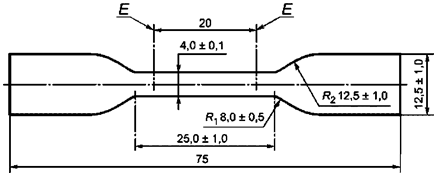 E E
20
4,0 ± 0,1
R₂ 12,5 ± 1,0
12,5 ± 1,0
R₁ 8,0 ± 0,5
25,0 ± 1,0
75